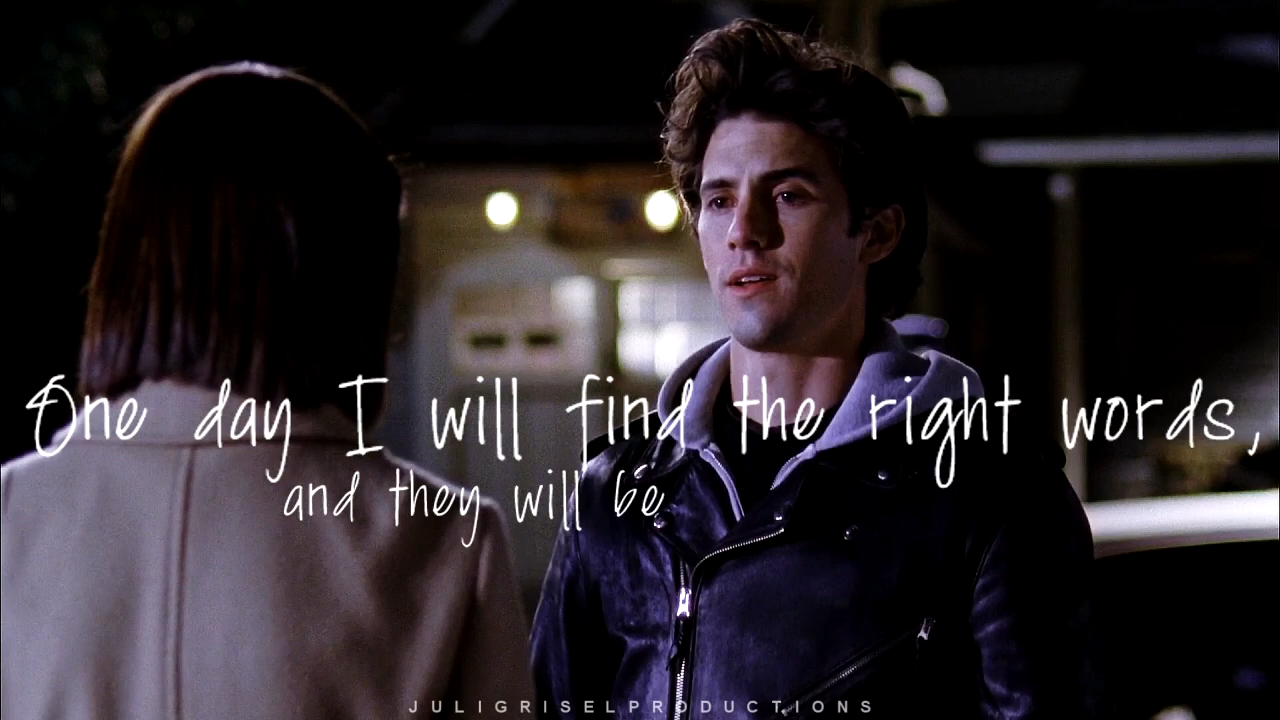 One day I will find the right words,
and they will be
JULIGRISELPRODUCTIONS